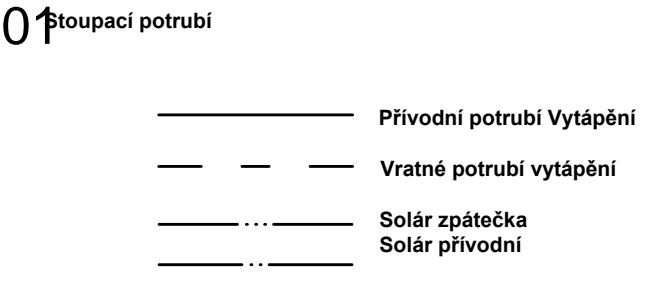 01 Stoupací potrubí
Přívodní potrubí Vytápění
Vratné potrubí vytápění
Solár zpátečka
Solár přívodní